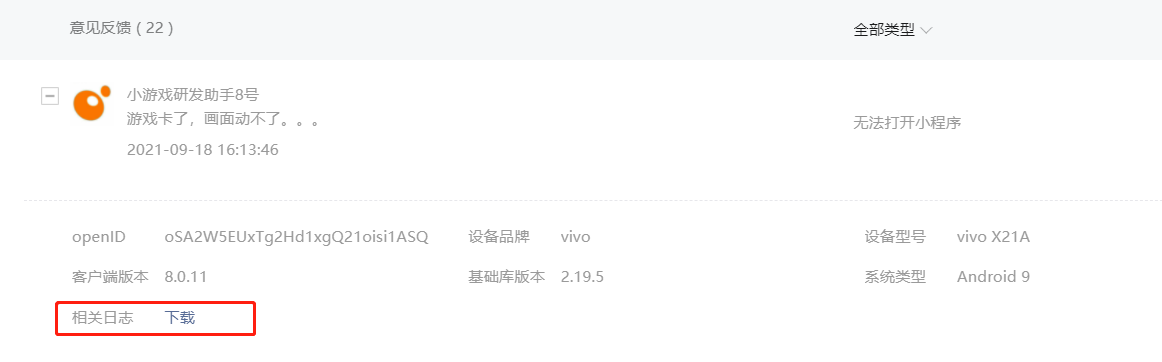 意见反馈 ( 22 ) 全部类型
小游戏研发助手8号
游戏卡了，画面动不了。。。
无法打开小程序
2021-09-18 16:13:46
openID oSA2W5EUxTg2Hd1xgQ21oisi1ASQ 设备品牌 vivo 设备型号 vivo X21A
客户端版本 8.0.11 基础库版本 2.19.5 系统类型 Android 9
相关日志 下载